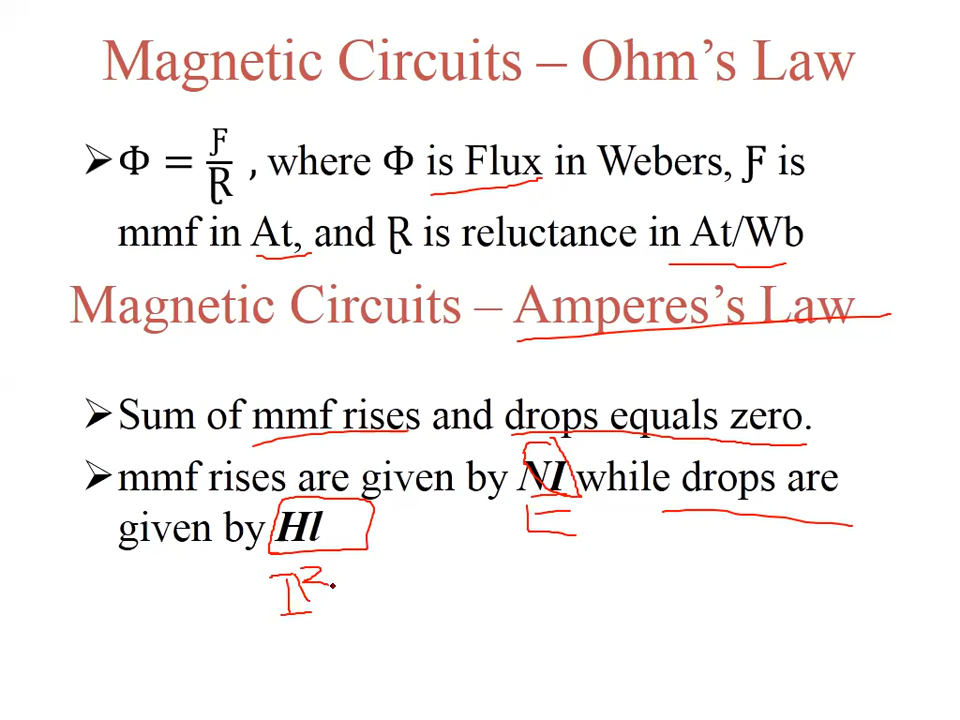 Magnetic Circuits – Ohm's Law
➢ Φ = Ƒ/Ɽ , where Φ is Flux in Webers, Ƒ is
mmf in At, and Ɽ is reluctance in At/Wb
Magnetic Circuits – Amperes's Law
➢ Sum of mmf rises and drops equals zero.
➢ mmf rises are given by NI while drops are
E
given by Hl